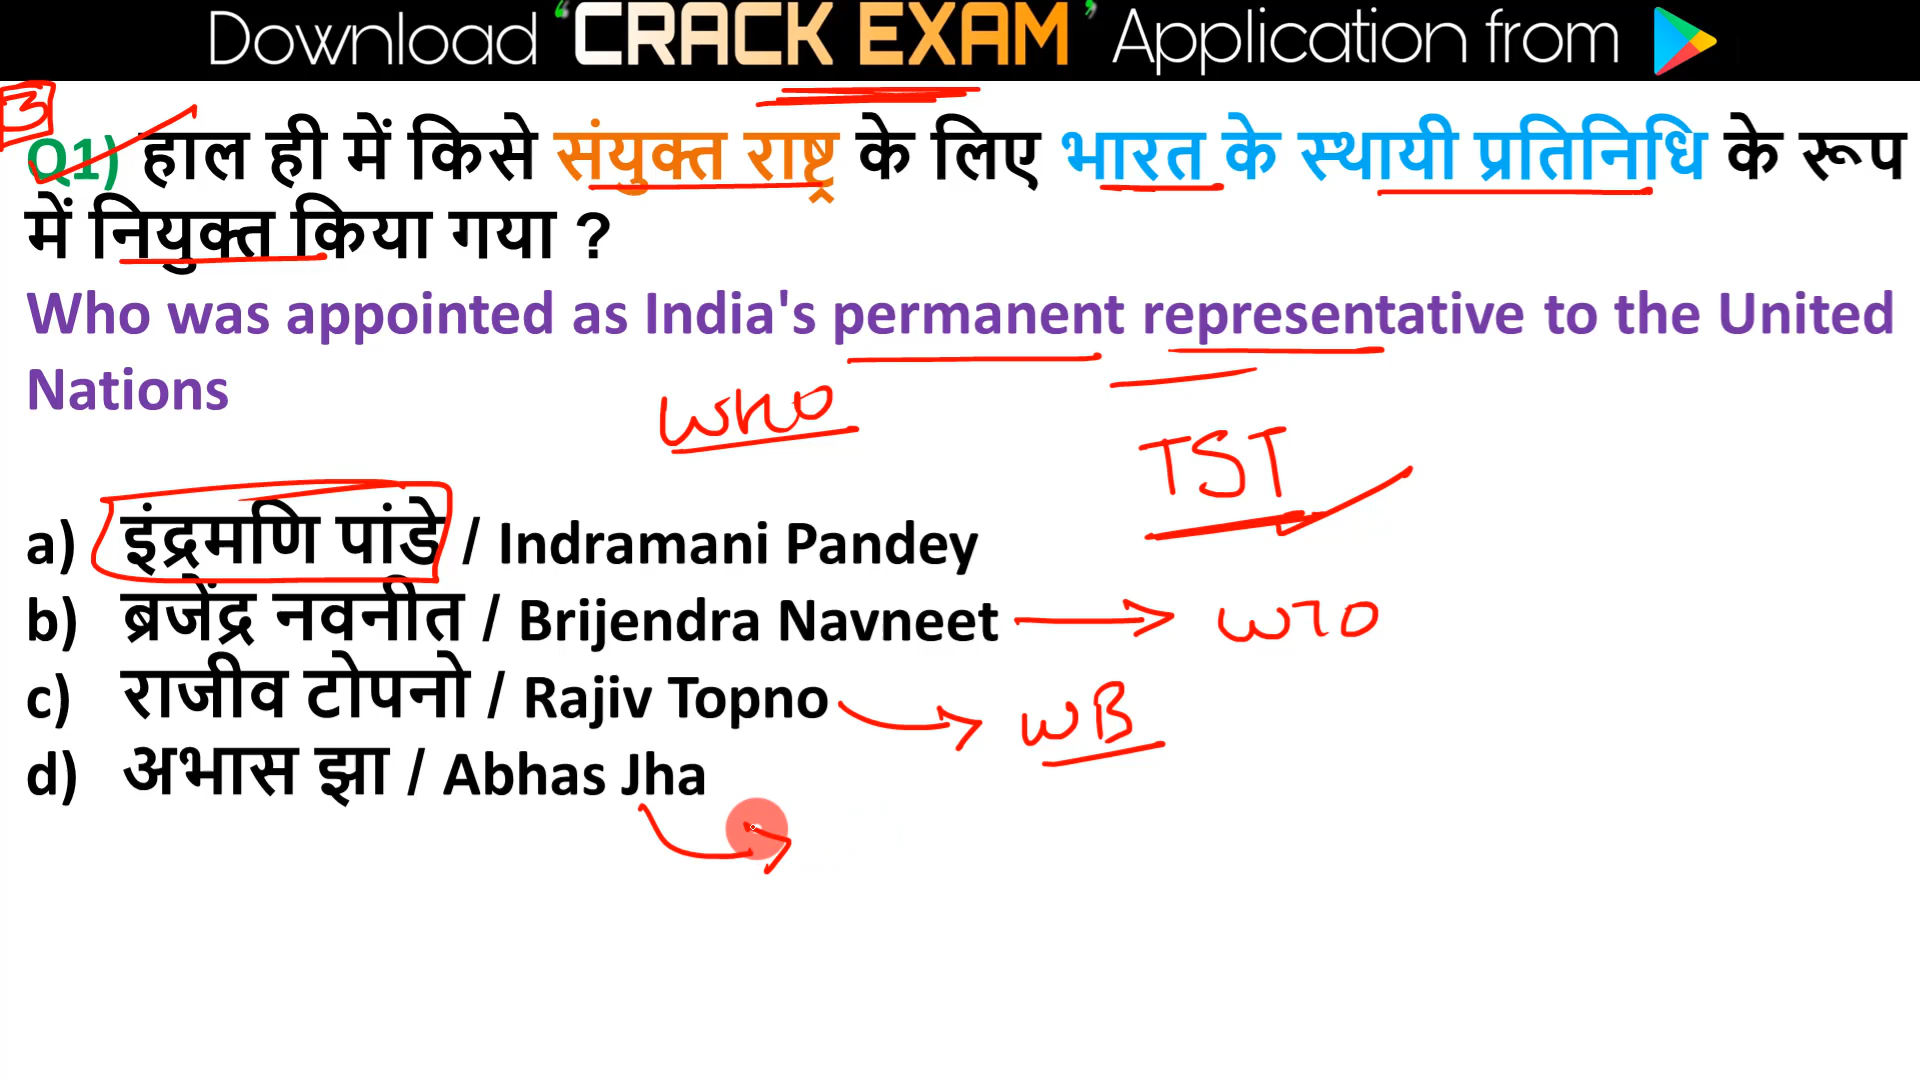 Download ‘CRACK EXAM’ Application from
3
Q1) हाल ही में किसे संयुक्त राष्ट्र के लिए भारत के स्थायी प्रतिनिधि के रूप
में नियुक्त किया गया ?
Who was appointed as India's permanent representative to the United
Nations
WHO
TST
a) इंद्रमणि पांडे / Indramani Pandey
b) ब्रजेंद्र नवनीत / Brijendra Navneet WTO
c) राजीव टोपनो / Rajiv Topno WB
d) अभास झा / Abhas Jha